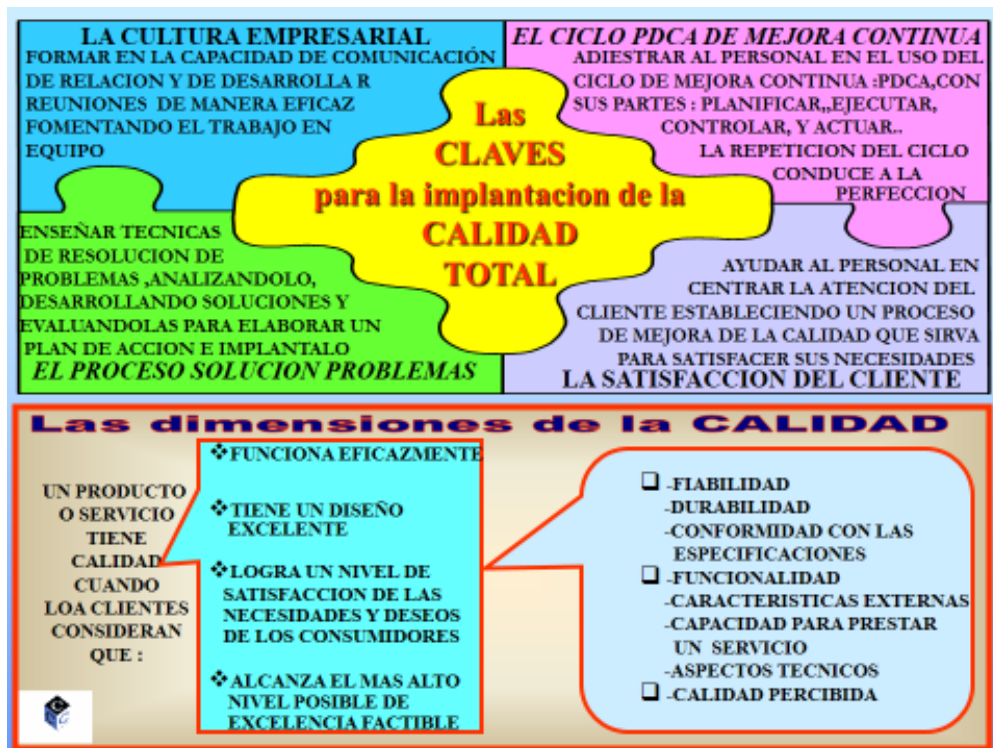 LA CULTURA EMPRESARIAL
FORMAR EN LA CAPACIDAD DE COMUNICACIÓN
DE RELACION Y DE DESARROLLA R
REUNIONES DE MANERA EFICAZ
FOMENTANDO EL TRABAJO EN
EQUIPO
EL CICLO PDCA DE MEJORA CONTINUA
ADIESTRAR AL PERSONAL EN EL USO DEL
CICLO DE MEJORA CONTINUA :PDCA,CON
SUS PARTES : PLANIFICAR,,EJECUTAR,
CONTROLAR, Y ACTUAR..
LA REPETICION DEL CICLO
CONDUCE A LA
PERFECCION
Las
CLAVES
para la implantacion de la
CALIDAD
TOTAL
ENSEÑAR TECNICAS
DE RESOLUCION DE
PROBLEMAS ,ANALIZANDOLO,
DESARROLLANDO SOLUCIONES Y
EVALUANDOLAS PARA ELABORAR UN
PLAN DE ACCION E IMPLANTALO
EL PROCESO SOLUCION PROBLEMAS
AYUDAR AL PERSONAL EN
CENTRAR LA ATENCION DEL
CLIENTE ESTABLECIENDO UN PROCESO
DE MEJORA DE LA CALIDAD QUE SIRVA
PARA SATISFACER SUS NECESIDADES
LA SATISFACCION DEL CLIENTE
Las dimensiones de la CALIDAD
UN PRODUCTO
O SERVICIO
TIENE
CALIDAD
CUANDO
LOA CLIENTES
CONSIDERAN
QUE :
❖FUNCIONA EFICAZMENTE
❖TIENE UN DISEÑO
EXCELENTE
❖LOGRA UN NIVEL DE
SATISFACCION DE LAS
NECESIDADES Y DESEOS
DE LOS CONSUMIDORES
❖ALCANZA EL MAS ALTO
NIVEL POSIBLE DE
EXCELENCIA FACTIBLE
❑ -FIABILIDAD
-DURABILIDAD
-CONFORMIDAD CON LAS
ESPECIFICACIONES
❑ -FUNCIONALIDAD
-CARACTERISTICAS EXTERNAS
-CAPACIDAD PARA PRESTAR
UN SERVICIO
-ASPECTOS TECNICOS
❑ -CALIDAD PERCIBIDA